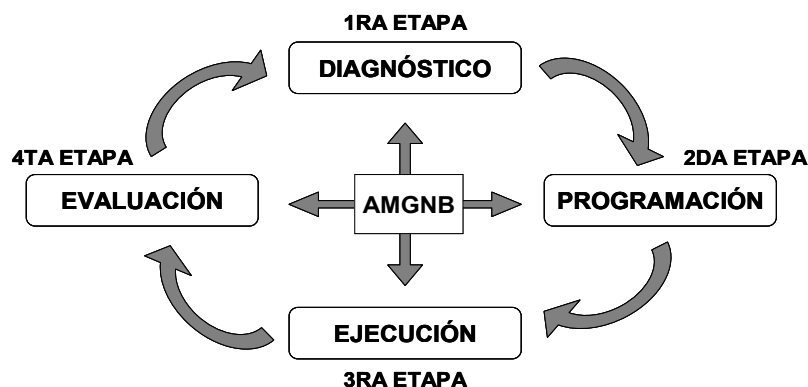 1RA ETAPA
DIAGNÓSTICO
4TA ETAPA
EVALUACIÓN
AMGNB
2DA ETAPA
PROGRAMACIÓN
EJECUCIÓN
3RA ETAPA